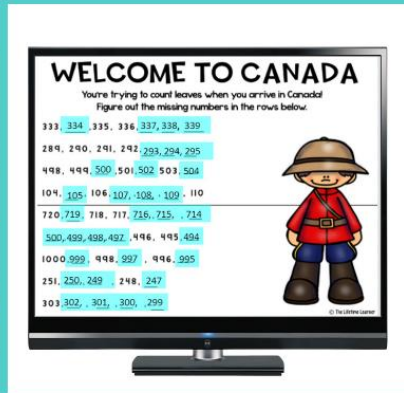 WELCOME TO CANADA
You're trying to count leaves when you arrive in Canada!
Figure out the missing numbers in the rows below.
333, 334 ,335, 336, 337, 338, 339
289, 290, 291, 292, 293, 294, 295
498, 499, 500 ,501, 502 503, 504
104, 105, 106, 107, ·108, · 109 , 110
720, 719, 718, 717, 716, 715, , 714
500, 499, 498, 497 ,496, 495, 494
1000, 999, 998, 997 , 996, 995
251, 250, 249 , 248, 247
303, 302, , 301, , 300, , 299
© The Lifetime Learner